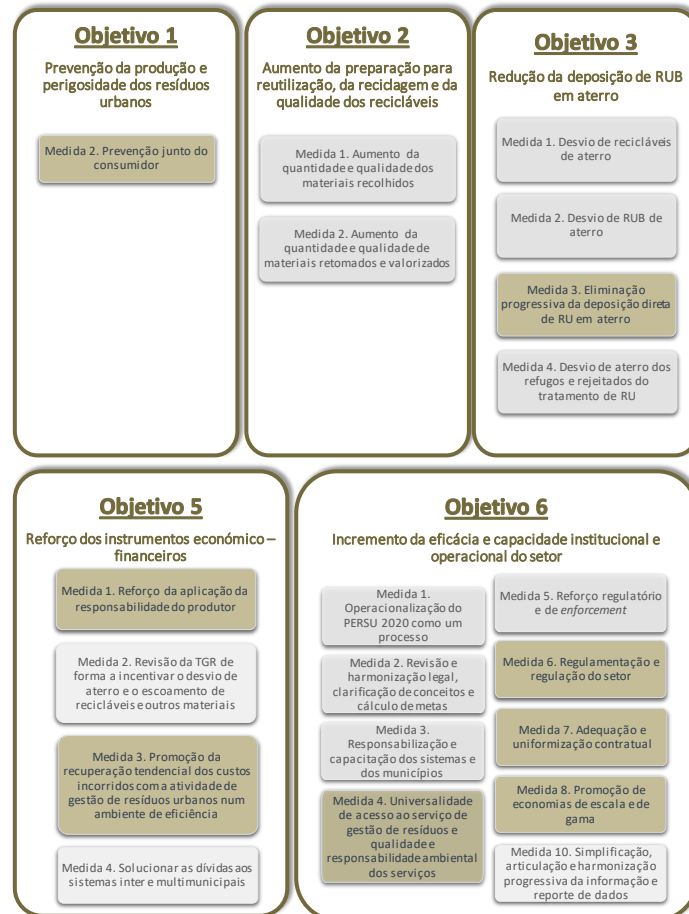 Objetivo 1
Prevenção da produção e
perigosidade dos resíduos
urbanos
Medida 2. Prevenção junto do
consumidor
Objetivo 2
Aumento da preparação para
reutilização, da reciclagem e da
qualidade dos recicláveis
Medida 1. Aumento da
quantidade e qualidade dos
materiais recolhidos
Medida 2. Aumento da
quantidade e qualidade de
materiais retomados e valorizados
Objetivo 3
Redução da deposição de RUB
em aterro
Medida 1. Desvio de recicláveis
de aterro
Medida 2. Desvio de RUB de
aterro
Medida 3. Eliminação
progressiva da deposição direta
de RU em aterro
Medida 4. Desvio de aterro dos
refugos e rejeitados do
tratamento de RU
Objetivo 5
Reforço dos instrumentos económico –
financeiros
Medida 1. Reforço da aplicação da
responsabilidade do produtor
Medida 2. Revisão da TGR de
forma a incentivar o desvio de
aterro e o escoamento de
recicláveis e outros materiais
Medida 3. Promoção da
recuperação tendencial dos custos
incorridos com a atividade de
gestão de resíduos urbanos num
ambiente de eficiência
Medida 4. Solucionar as dívidas aos
sistemas inter e multimunicipais
Objetivo 6
Incremento da eficácia e capacidade institucional e
operacional do setor
Medida 1.
Operacionalização do
PERSU 2020 como um
processo
Medida 2. Revisão e
harmonização legal,
clarificação de conceitos e
cálculo de metas
Medida 3.
Responsabilização e
capacitação dos sistemas e
dos municípios
Medida 4. Universalidade
de acesso ao serviço de
gestão de resíduos e
qualidade e
responsabilidade ambiental
dos serviços
Medida 5. Reforço regulatório
e de enforcement
Medida 6. Regulamentação e
regulação do setor
Medida 7. Adequação e
uniformização contratual
Medida 8. Promoção de
economias de escala e de
gama
Medida 10. Simplificação,
articulação e harmonização
progressiva da informação e
reporte de dados